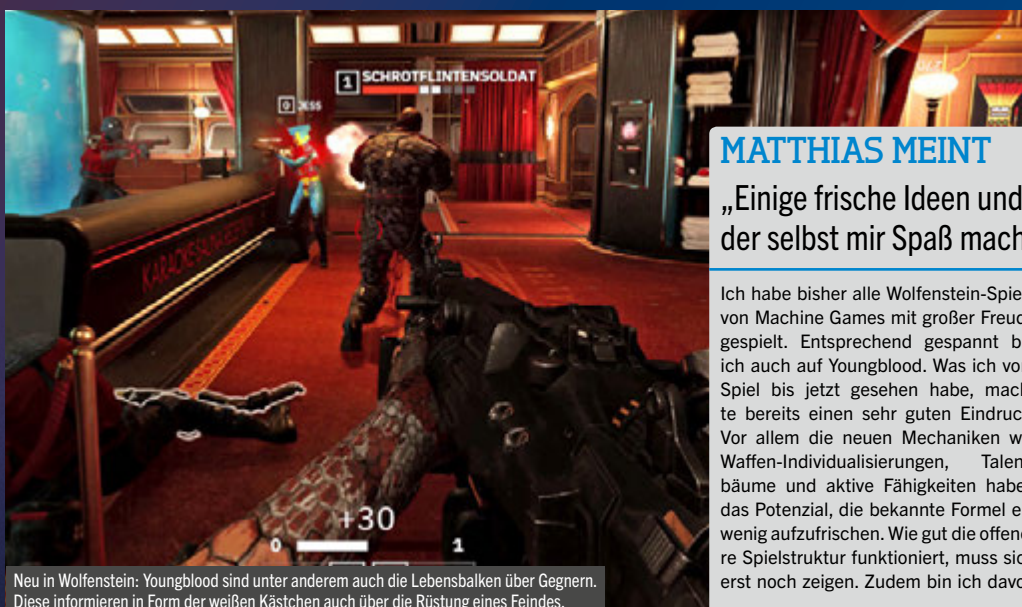 1 SCHROTFLINTENSOLDAT
0 JESS
KARAOKE-SALON
+30
0 1
Neu in Wolfenstein: Youngblood sind unter anderem auch die Lebensbalken über Gegnern.
Diese informieren in Form der weißen Kästchen auch über die Rüstung eines Feindes.
MATTHIAS MEINT
„Einige frische Ideen und
der selbst mir Spaß mach
Ich habe bisher alle Wolfenstein-Spie
von Machine Games mit großer Freud
gespielt. Entsprechend gespannt b
ich auch auf Youngblood. Was ich vo
Spiel bis jetzt gesehen habe, mach
te bereits einen sehr guten Eindruc
Vor allem die neuen Mechaniken w
Waffen-Individualisierungen, Talen
bäume und aktive Fähigkeiten habe
das Potenzial, die bekannte Formel e
wenig aufzufrischen. Wie gut die offene
re Spielstruktur funktioniert, muss sic
erst noch zeigen. Zudem bin ich davo